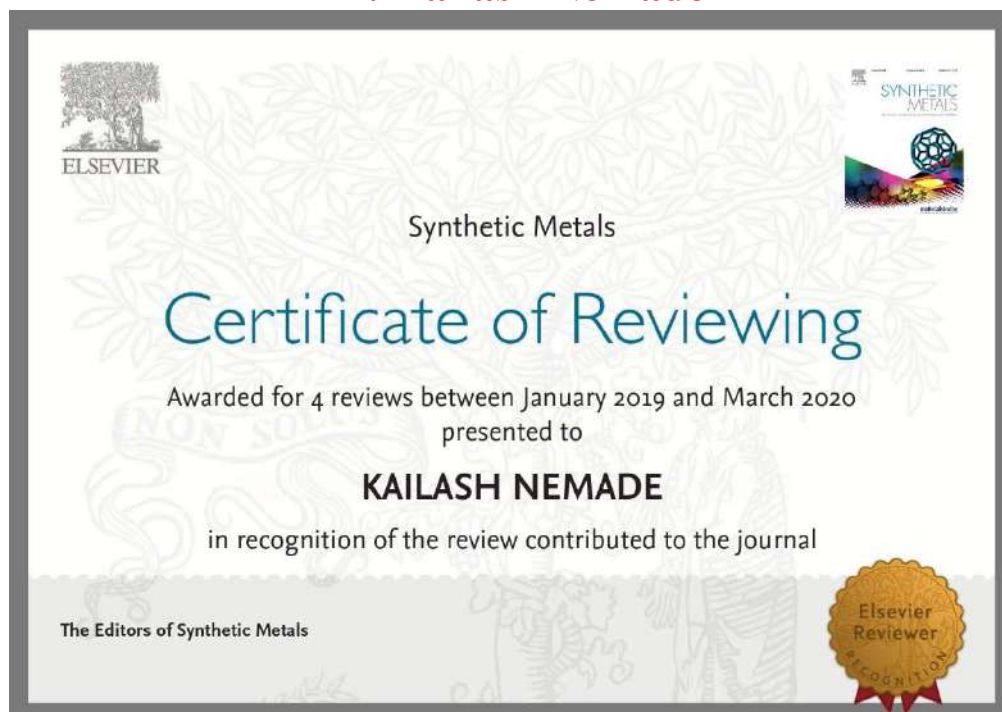 ELSEVIER
SYNTHETIC
METALS
Synthetic Metals
Certificate of Reviewing
Awarded for 4 reviews between January 2019 and March 2020
presented to
KAILASH NEMADE
in recognition of the review contributed to the journal
NON SOLUS
The Editors of Synthetic Metals
Elsevier
Reviewer
RECOGNITION